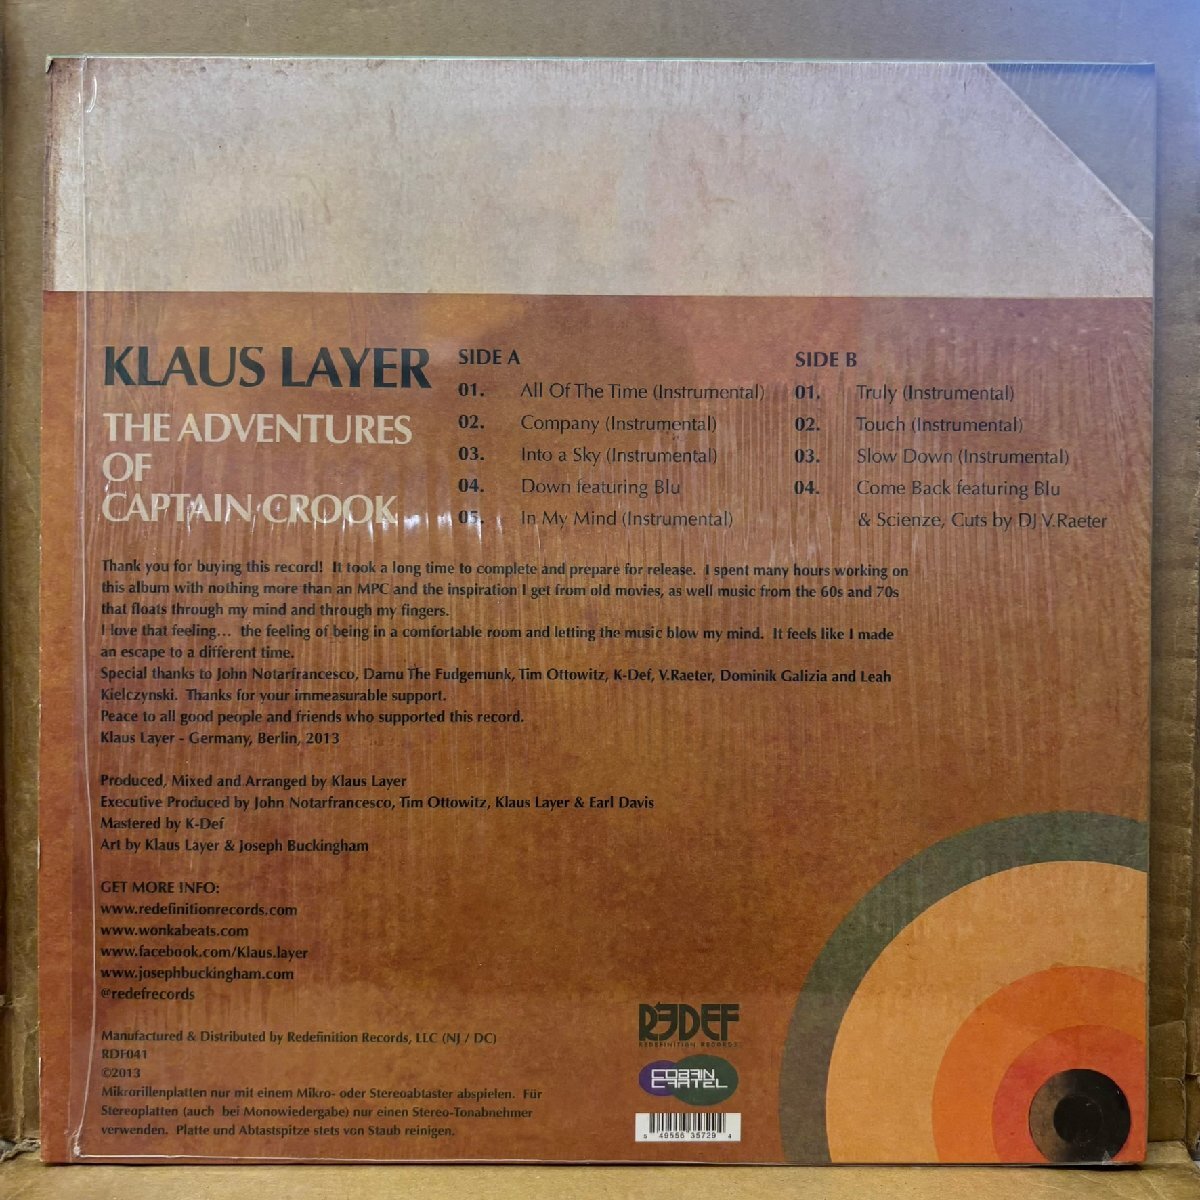 KLAUS LAYER
THE ADVENTURES
OF
CAPTAIN CROOK
SIDE A
01. All Of The Time (Instrumental)
02. Company (Instrumental)
03. Into a Sky (Instrumental)
04. Down featuring Blu
05. In My Mind (Instrumental)
SIDE B
01. Truly (Instrumental)
02. Touch (Instrumental)
03. Slow Down (Instrumental)
04. Come Back featuring Blu
& Scienze, Cuts by DJ V.Raeter
Thank you for buying this record! It took a long time to complete and prepare for release. I spent many hours working on
this album with nothing more than an MPC and the inspiration I get from old movies, as well music from the 60s and 70s
that floats through my mind and through my fingers.
I love that feeling... the feeling of being in a comfortable room and letting the music blow my mind. It feels like I made
an escape to a different time.
Special thanks to John Notarfrancesco, Damu The Fudgemunk, Tim Ottowitz, K-Def, V.Raeter, Dominik Galizia and Leah
Kielczynski. Thanks for your immeasurable support.
Peace to all good people and friends who supported this record.
Klaus Layer - Germany, Berlin, 2013
Produced, Mixed and Arranged by Klaus Layer
Executive Produced by John Notarfrancesco, Tim Ottowitz, Klaus Layer & Earl Davis
Mastered by K-Def
Art by Klaus Layer & Joseph Buckingham
GET MORE INFO:
www.redefinitionrecords.com
www.wonkabeats.com
www.facebook.com/Klaus.layer
www.josephbuckingham.com
@redefrecords
Manufactured & Distributed by Redefinition Records, LLC (NJ / DC)
RDF041
©2013
Mikrorillenplatten nur mit einem Mikro- oder Stereoabtaster abspielen. Für
Stereoplatten (auch bei Monowiedergabe) nur einen Stereo-Tonabnehmer
verwenden. Platte und Abtastspitze stets von Staub reinigen.
REDEF
REDEFINITION RECORDS
COFFIN
CARTEL
5 49556 35729 4